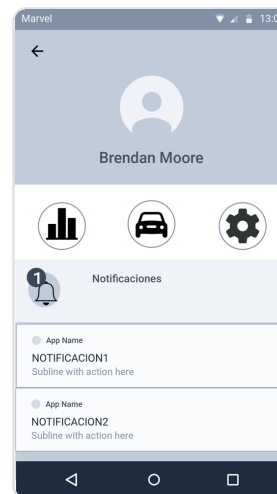 Marvel 13:0
Brendan Moore
1
Notificaciones
App Name
NOTIFICACION1
Subline with action here
App Name
NOTIFICACION2
Subline with action here